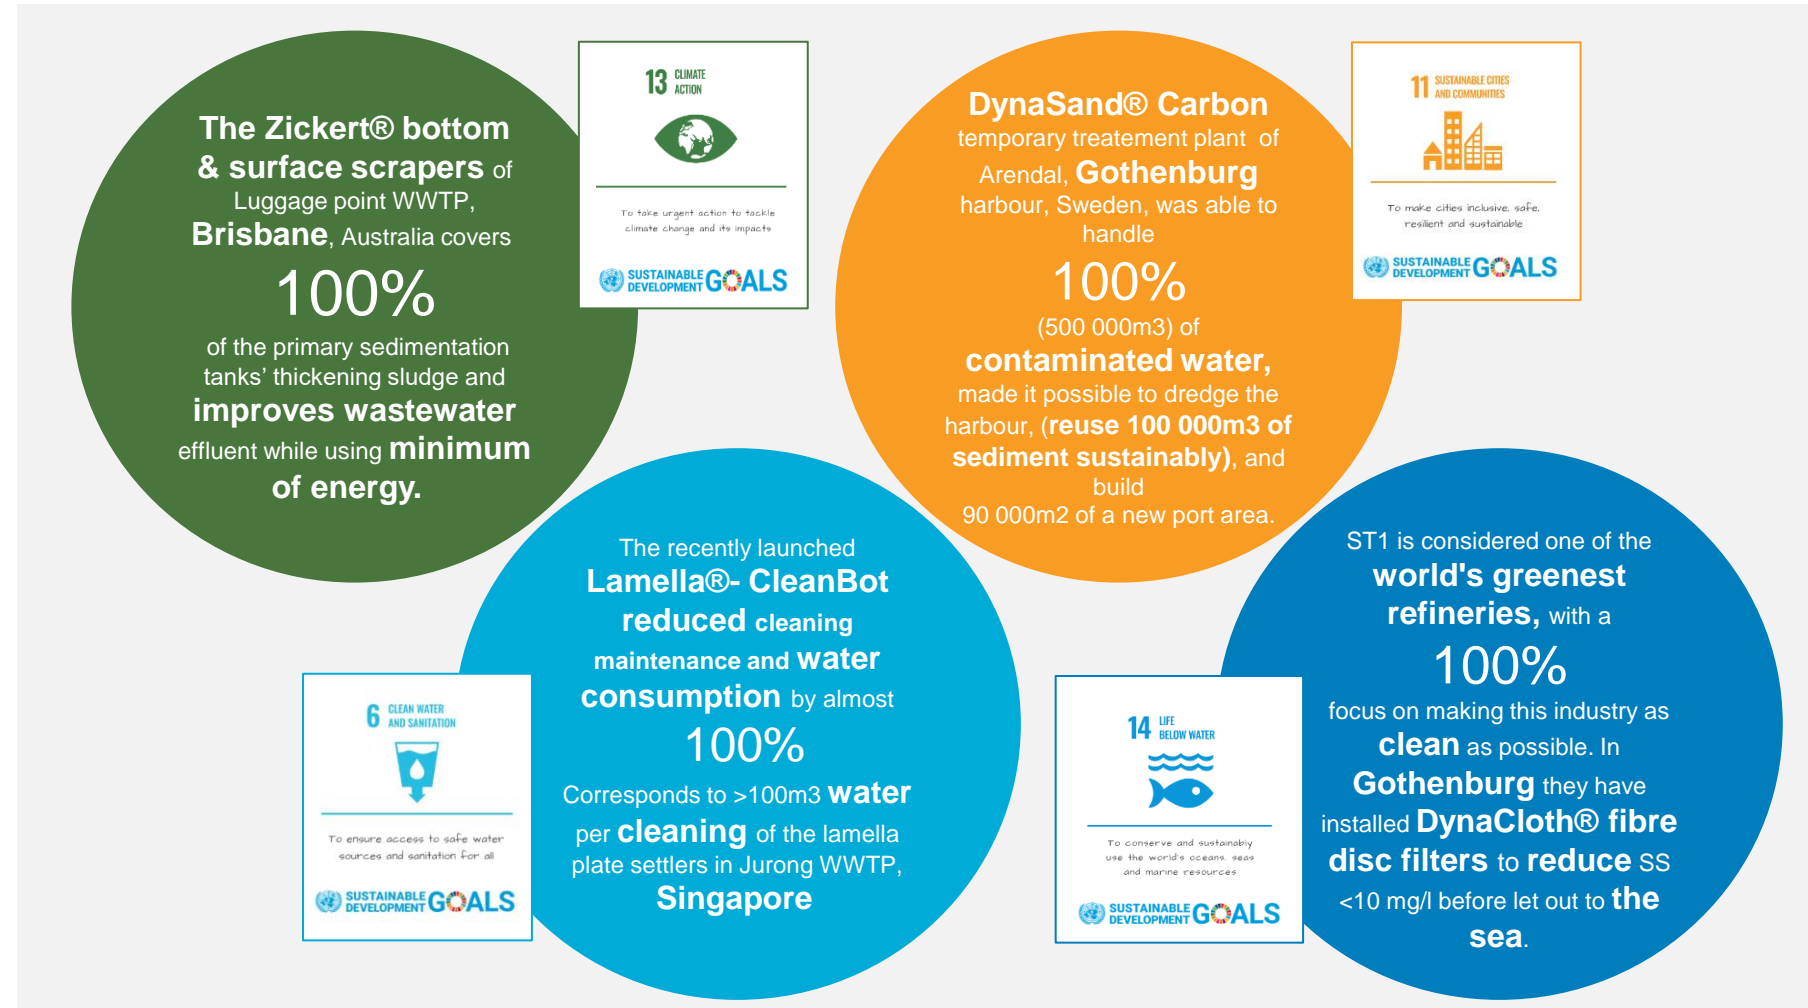 The Zickert® bottom
& surface scrapers of
Luggage point WWTP,
Brisbane, Australia covers
100%
of the primary sedimentation
tanks’ thickening sludge and
improves wastewater
effluent while using minimum
of energy.
13 CLIMATE
ACTION
To take urgent action to tackle
climate change and its impacts
SUSTAINABLE
DEVELOPMENT GOALS
DynaSand® Carbon
temporary treatement plant of
Arendal, Gothenburg
harbour, Sweden, was able to
handle
100%
(500 000m3) of
contaminated water,
made it possible to dredge the
harbour, (reuse 100 000m3 of
sediment sustainably), and
build
90 000m2 of a new port area.
11 SUSTAINABLE CITIES
AND COMMUNITIES
To make cities inclusive, safe,
resilient and sustainable
SUSTAINABLE
DEVELOPMENT GOALS
6 CLEAN WATER
AND SANITATION
To ensure access to safe water
sources and sanitation for all
SUSTAINABLE
DEVELOPMENT GOALS
The recently launched
Lamella®- CleanBot
reduced cleaning
maintenance and water
consumption by almost
100%
Corresponds to >100m3 water
per cleaning of the lamella
plate settlers in Jurong WWTP,
Singapore
14 LIFE
BELOW WATER
To conserve and sustainably
use the world's oceans, seas
and marine resources
SUSTAINABLE
DEVELOPMENT GOALS
ST1 is considered one of the
world's greenest
refineries, with a
100%
focus on making this industry as
clean as possible. In
Gothenburg they have
installed DynaCloth® fibre
disc filters to reduce SS
<10 mg/l before let out to the
sea.